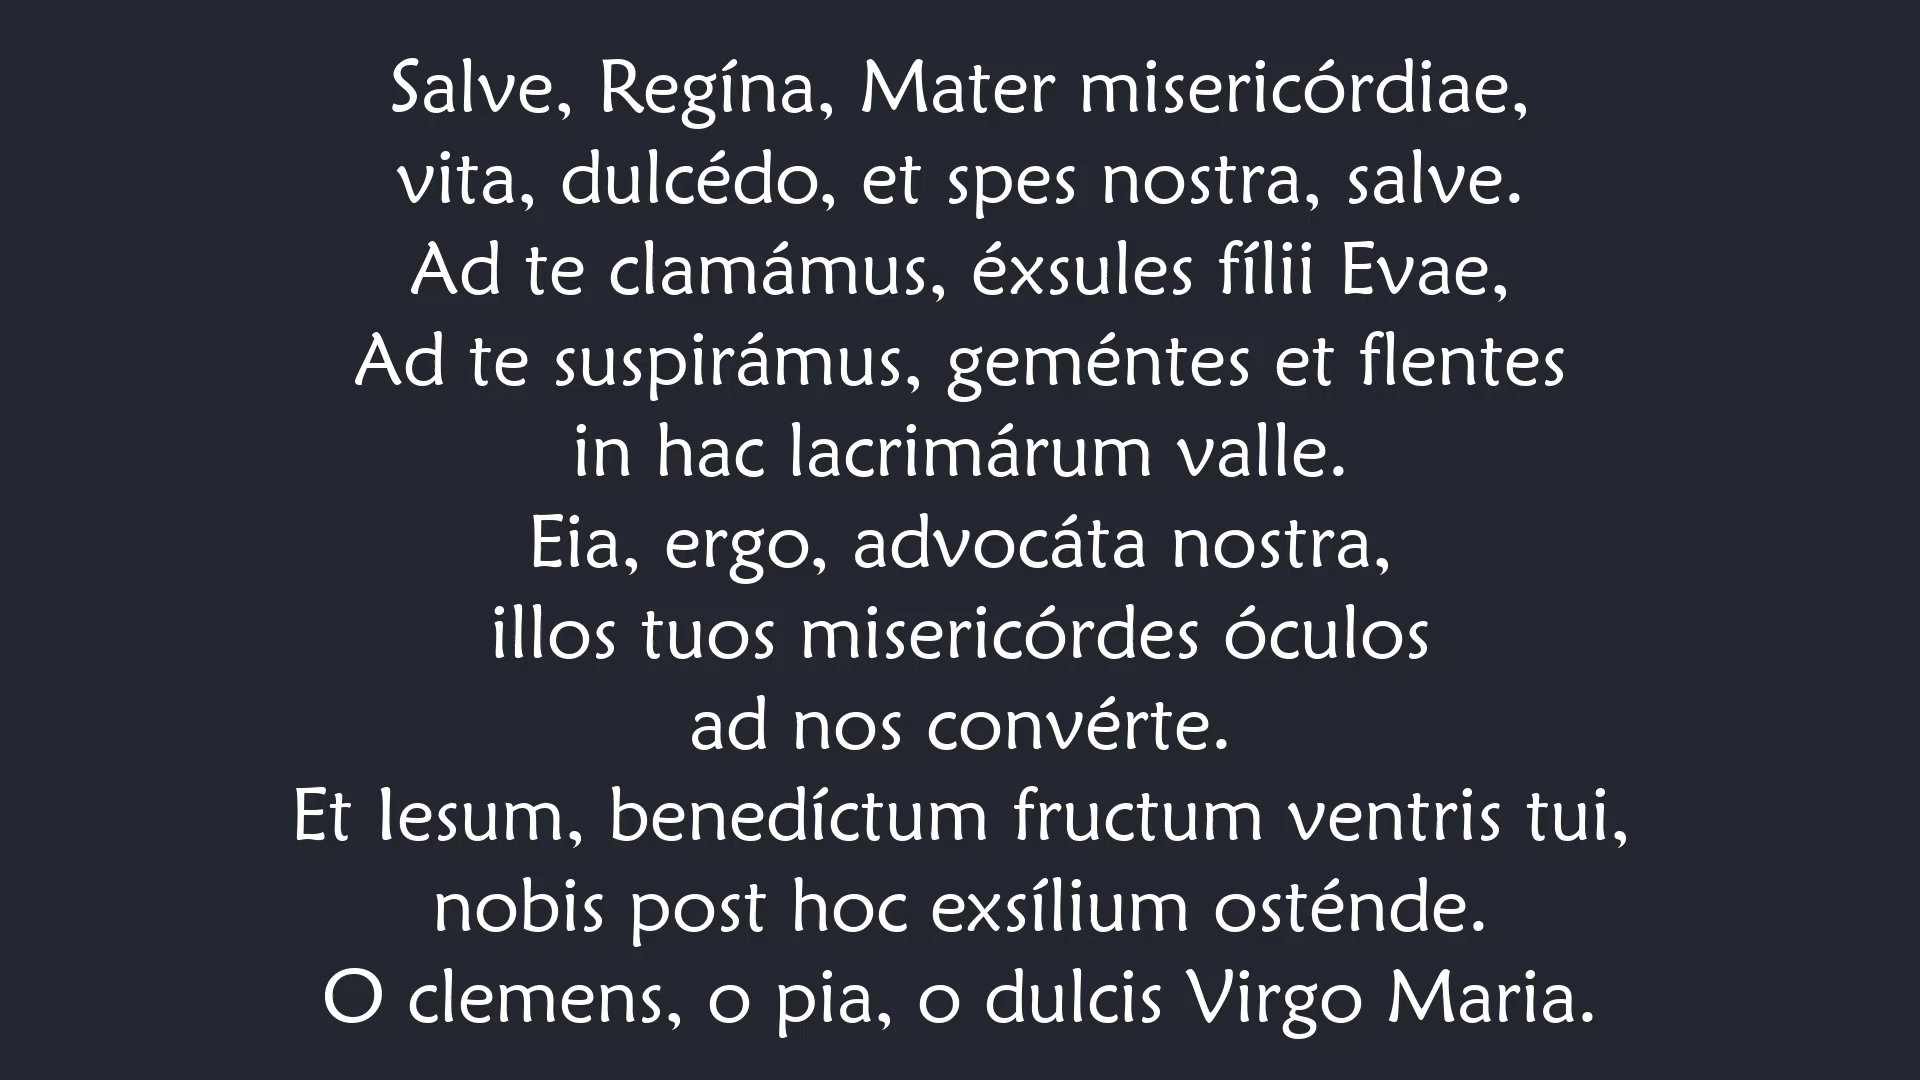 Salve, Regína, Mater misericórdiae,
vita, dulcédo, et spes nostra, salve.
Ad te clamámus, éxsules fílii Evae,
Ad te suspirámus, geméntes et flentes
in hac lacrimárum valle.
Eia, ergo, advocáta nostra,
illos tuos misericórdes óculos
ad nos convérte.
Et Iesum, benedíctum fructum ventris tui,
nobis post hoc exsílium osténde.
O clemens, o pia, o dulcis Virgo Maria.